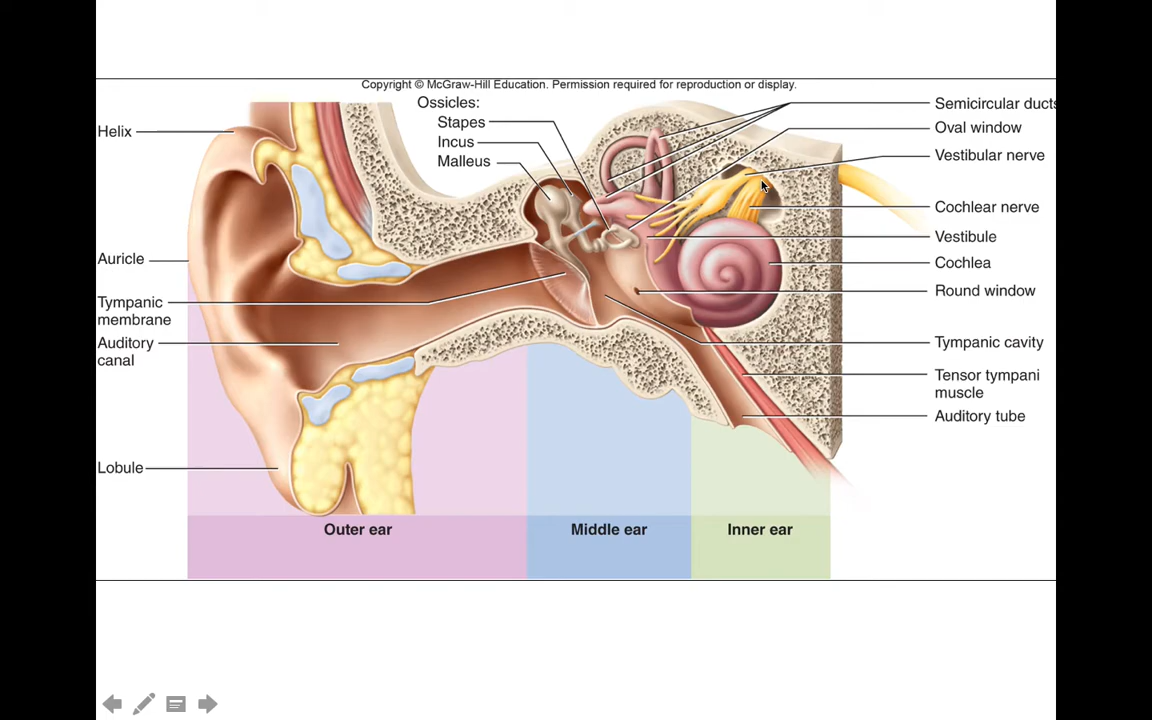 Copyright © McGraw-Hill Education. Permission required for reproduction or display.
Ossicles:
Stapes
Incus
Malleus
Helix
Auricle
Tympanic
membrane
Auditory
canal
Lobule
Semicircular ducts
Oval window
Vestibular nerve
Cochlear nerve
Vestibule
Cochlea
Round window
Tympanic cavity
Tensor tympani
muscle
Auditory tube
Outer ear
Middle ear
Inner ear